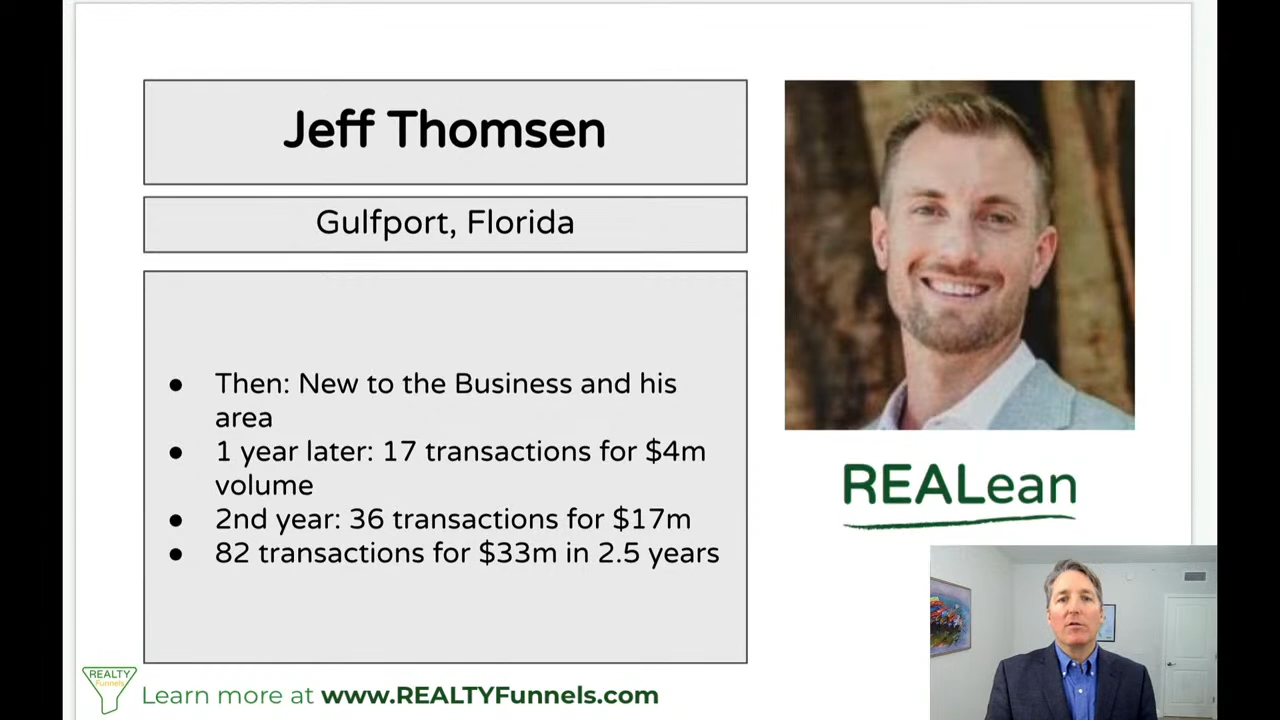 Jeff Thomsen
Gulfport, Florida
● Then: New to the Business and his
area
● 1 year later: 17 transactions for $4m
volume
● 2nd year: 36 transactions for $17m
● 82 transactions for $33m in 2.5 years
REALean
REALTY
Funnels
Learn more at www.REALTYFunnels.com